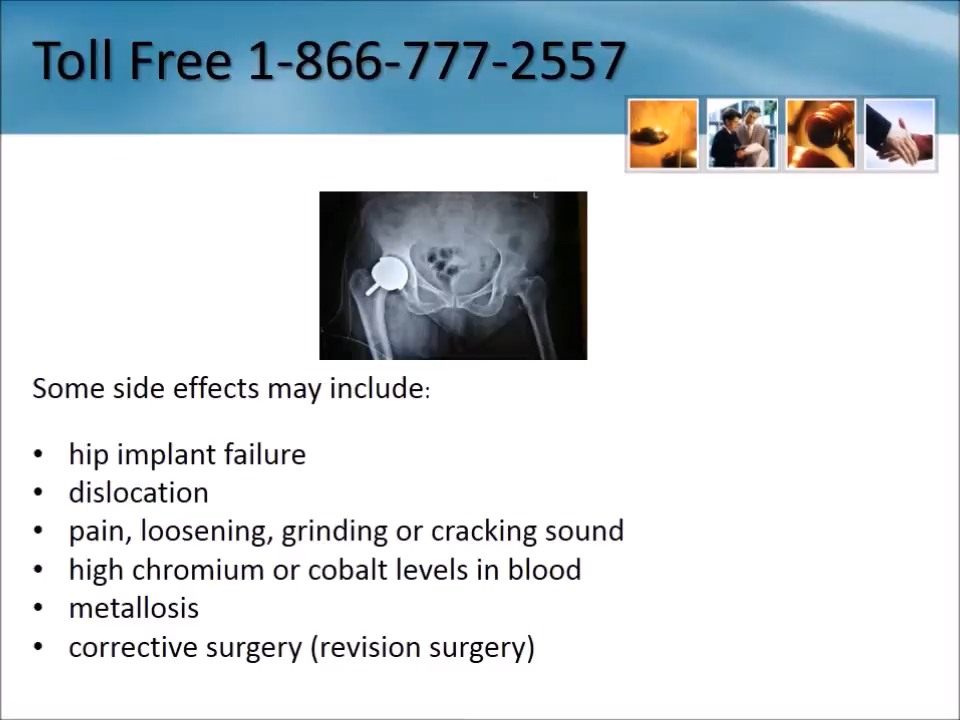 Toll Free 1-866-777-2557
Some side effects may include:
• hip implant failure
• dislocation
• pain, loosening, grinding or cracking sound
• high chromium or cobalt levels in blood
• metallosis
• corrective surgery (revision surgery)